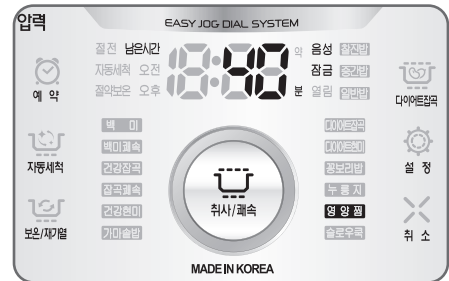 압력
EASY JOG DIAL SYSTEM
절전 남은시간
자동세척 오전
절약보온 오후
18:40
약
분
음성 찰진밥
잠금 중간밥
열림 일반밥
예 약
자동세척
보온/재가열
백 미
백미쾌속
건강잡곡
잡곡쾌속
건강현미
가마솥밥
취사/쾌속
다이어트잡곡
다이어트현미
꽁보리밥
누 룽 지
영 양 찜
슬로우쿡
다이어트잡곡
설 정
취 소
MADE IN KOREA